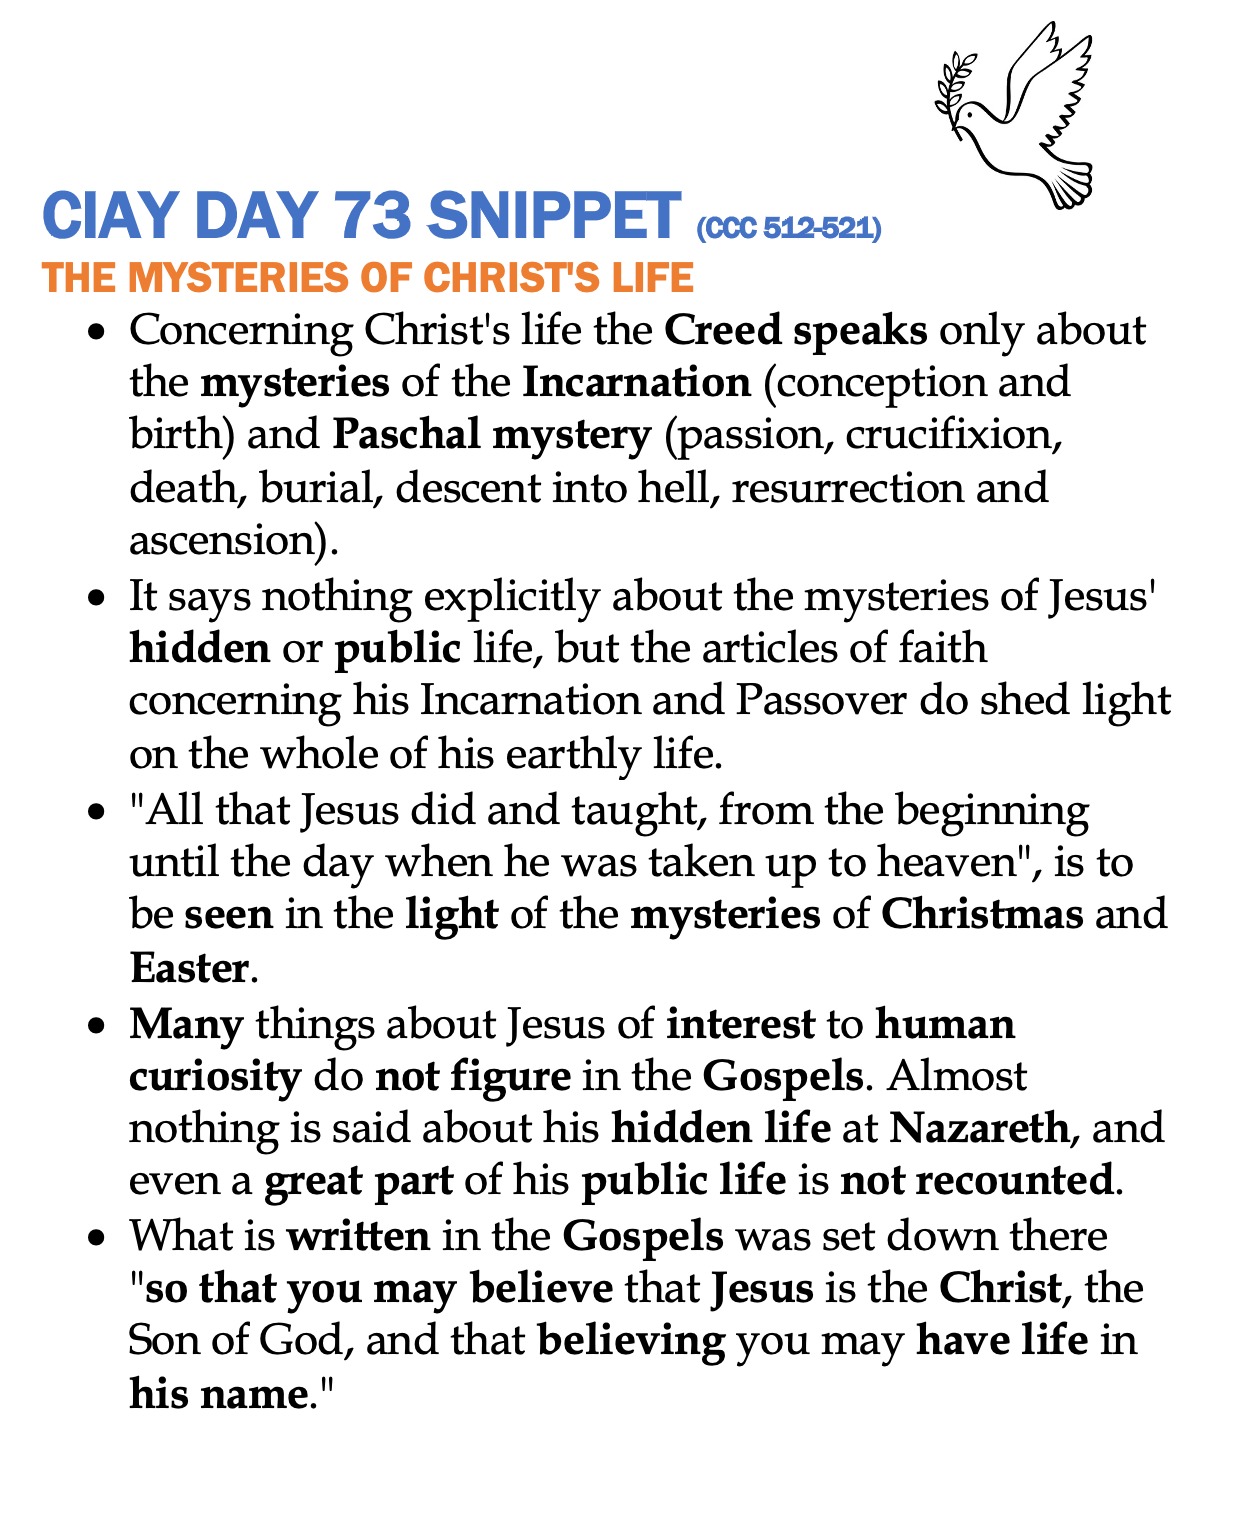 CIAY DAY 73 SNIPPET (CCC 512-521)
THE MYSTERIES OF CHRIST'S LIFE
• Concerning Christ's life the Creed speaks only about
the mysteries of the Incarnation (conception and
birth) and Paschal mystery (passion, crucifixion,
death, burial, descent into hell, resurrection and
ascension).
• It says nothing explicitly about the mysteries of Jesus'
hidden or public life, but the articles of faith
concerning his Incarnation and Passover do shed light
on the whole of his earthly life.
• "All that Jesus did and taught, from the beginning
until the day when he was taken up to heaven", is to
be seen in the light of the mysteries of Christmas and
Easter.
• Many things about Jesus of interest to human
curiosity do not figure in the Gospels. Almost
nothing is said about his hidden life at Nazareth, and
even a great part of his public life is not recounted.
• What is written in the Gospels was set down there
"so that you may believe that Jesus is the Christ, the
Son of God, and that believing you may have life in
his name."